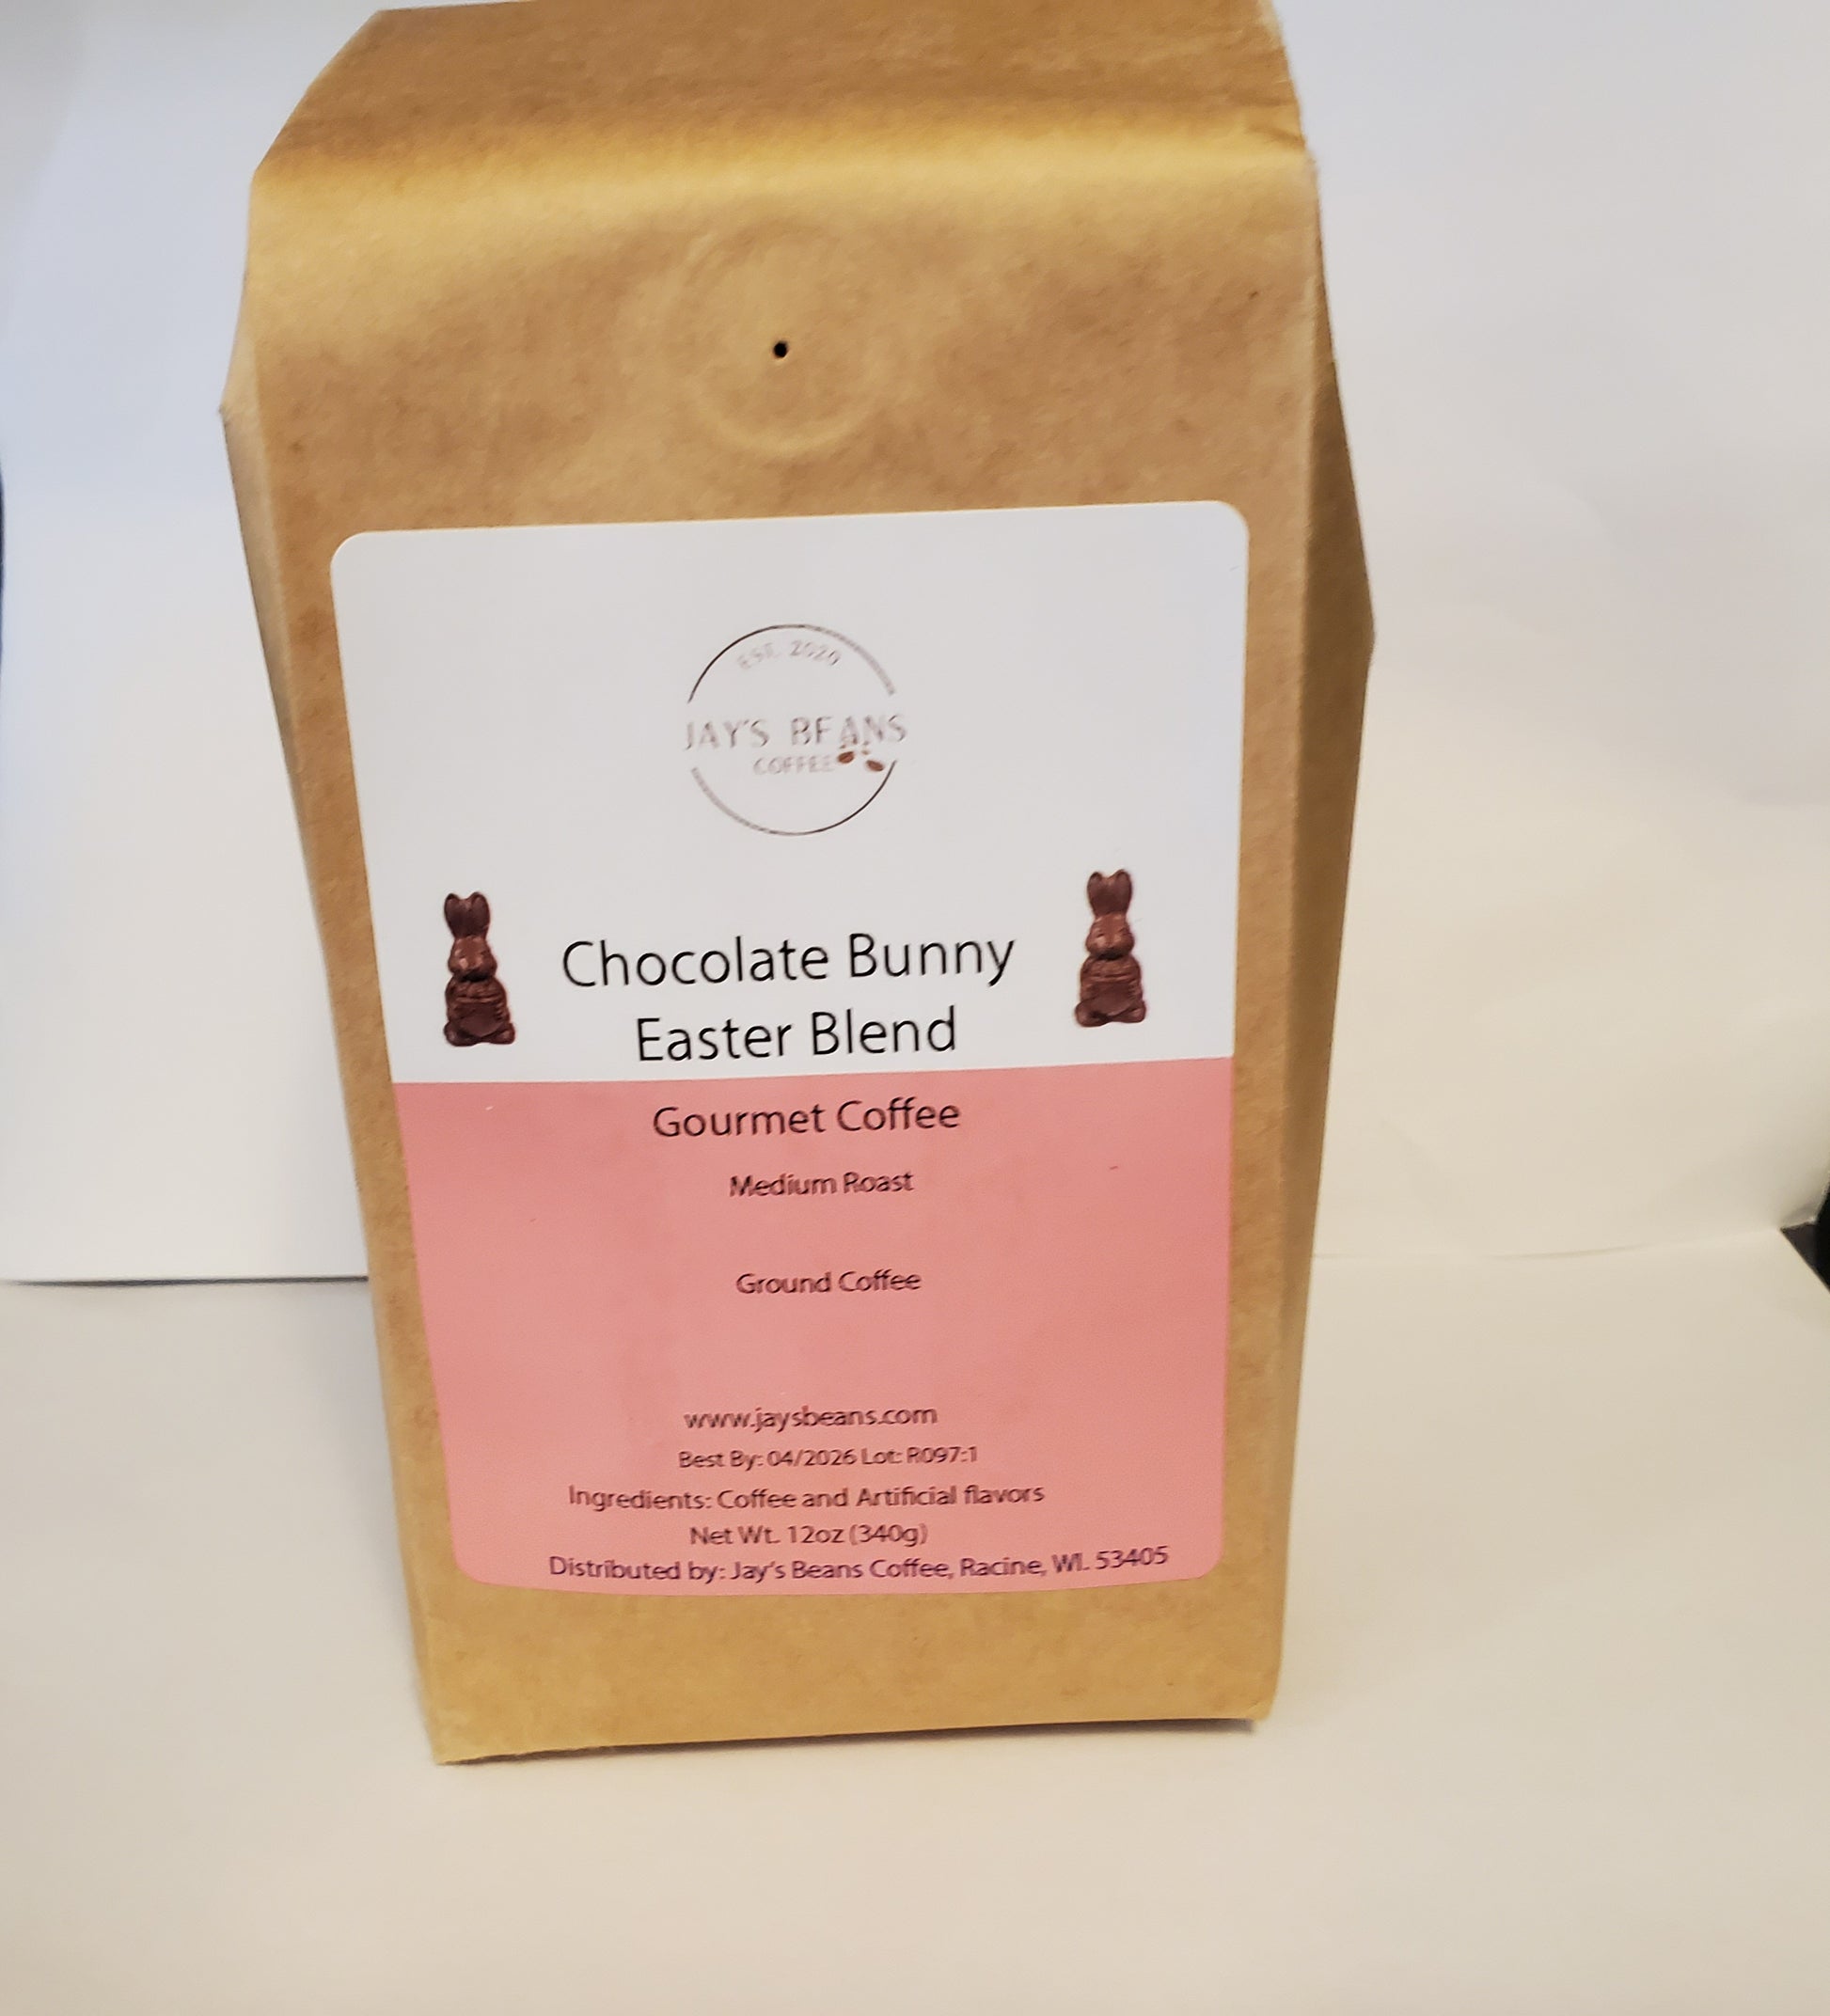 EST. 2020
JAY'S BEANS
COFFEE
Chocolate Bunny
Easter Blend
Gourmet Coffee
Medium Roast
Ground Coffee
www.jaysbeans.com
Best By: 04/2026 Lot: R097:1
Ingredients: Coffee and Artificial flavors
Net Wt. 12oz (340g)
Distributed by: Jay's Beans Coffee, Racine, WI. 53405